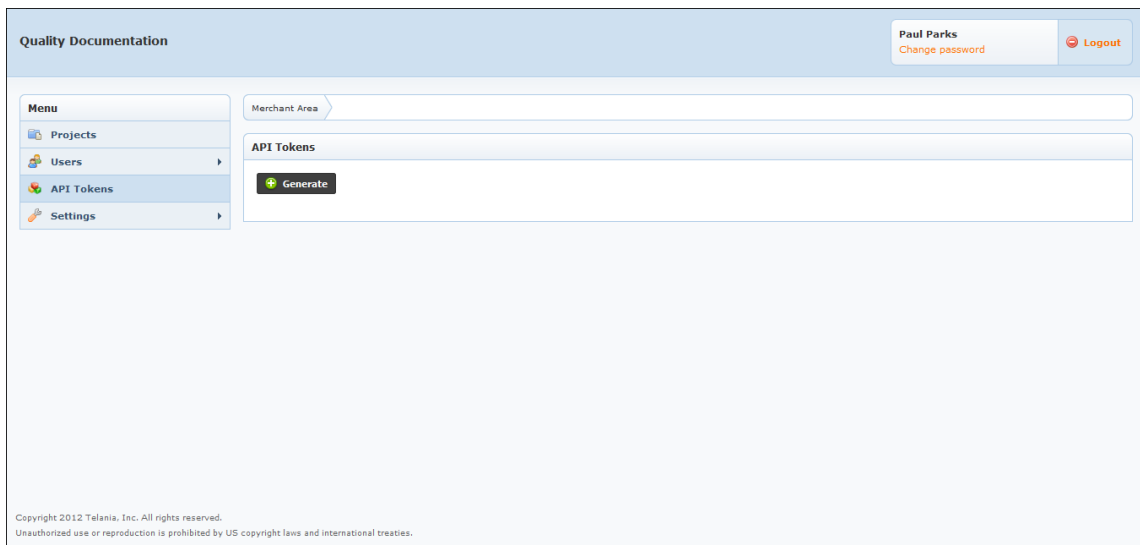 Quality Documentation
Paul Parks
Change password
Logout
Menu
Projects
Users
API Tokens
Settings
Merchant Area
API Tokens
Generate
Copyright 2012 Telania, Inc. All rights reserved.
Unauthorized use or reproduction is prohibited by US copyright laws and international treaties.